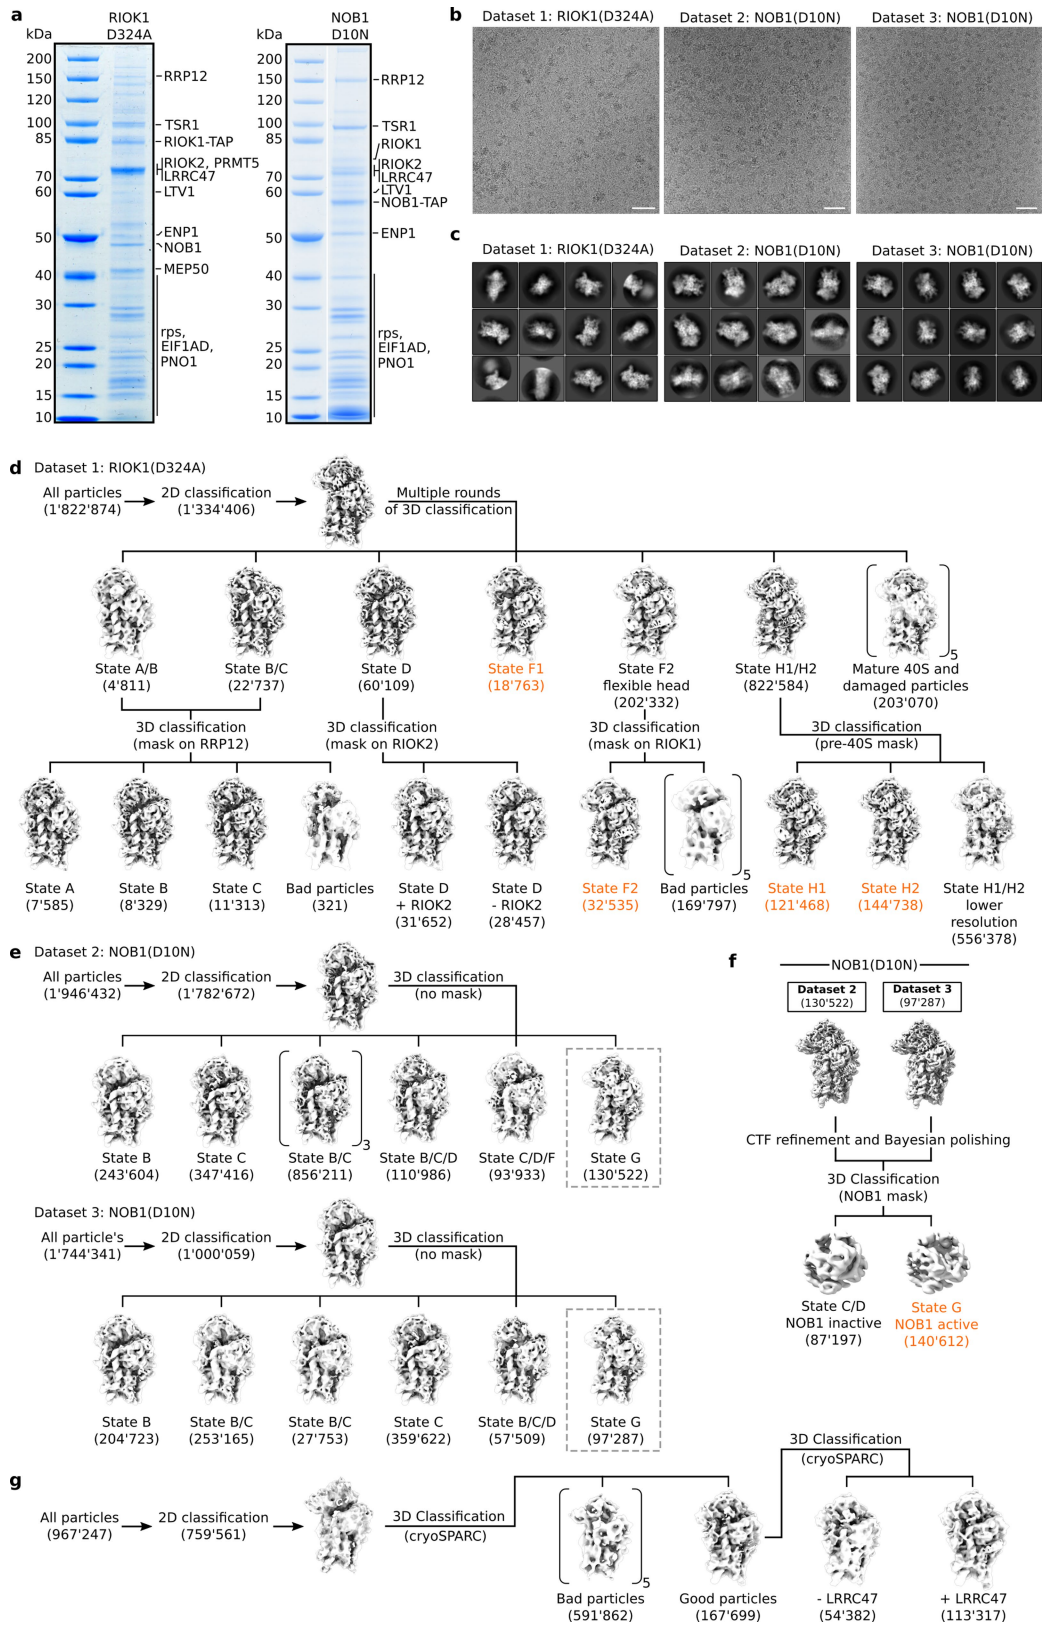 a
RIOK1
D324A
kDa
200
150
120
100
85
70
60
50
40
30
25
20
15
10
RRP12
TSR1
RIOK1-TAP
RIOK2, PRMT5
LRRC47
LTV1
ENP1
NOB1
MEP50
rps,
EIF1AD,
PNO1
NOB1
D10N
kDa
200
150
120
100
85
70
60
50
40
30
25
20
15
10
RRP12
TSR1
RIOK1
RIOK2
LRRC47
LTV1
NOB1-TAP
ENP1
rps,
EIF1AD,
PNO1
b
Dataset 1: RIOK1(D324A) Dataset 2: NOB1(D10N) Dataset 3: NOB1(D10N)
c
Dataset 1: RIOK1(D324A) Dataset 2: NOB1(D10N) Dataset 3: NOB1(D10N)
d Dataset 1: RIOK1(D324A)
All particles 2D classification Multiple rounds
(1'822'874) (1'334'406) of 3D classification
5
State A/B State B/C State D State F1 State F2 State H1/H2 Mature 40S and
(4'811) (22'737) (60'109) (18'763) flexible head (822'584) damaged particles
(202'332) (203'070)
3D classification 3D classification 3D classification 3D classification
(mask on RRP12) (mask on RIOK2) (mask on RIOK1) (pre-40S mask)
5
State A State B State C Bad particles State D State D State F2 Bad particles State H1 State H2 State H1/H2
(7'585) (8'329) (11'313) (321) + RIOK2 - RIOK2 (32'535) (169'797) (121'468) (144'738) lower
(31'652) (28'457) resolution
(556'378)
e Dataset 2: NOB1(D10N)
All particles 2D classification 3D classification
(1'946'432) (1'782'672) (no mask)
3
State B State C State B/C State B/C/D State C/D/F State G
(243'604) (347'416) (856'211) (110'986) (93'933) (130'522)
Dataset 3: NOB1(D10N)
All particle's 2D classification 3D classification
(1'744'341) (1'000'059) (no mask)
State B State B/C State B/C State C State B/C/D State G
(204'723) (253'165) (27'753) (359'622) (57'509) (97'287)
f
NOB1(D10N)
Dataset 2 Dataset 3
(130'522) (97'287)
CTF refinement and Bayesian polishing
3D Classification
(NOB1 mask)
State C/D State G
NOB1 inactive NOB1 active
(87'197) (140'612)
g
All particles 2D classification 3D Classification
(967'247) (759'561) (cryoSPARC)
3D Classification
(cryoSPARC)
5
Bad particles Good particles - LRRC47 + LRRC47
(591'862) (167'699) (54'382) (113'317)